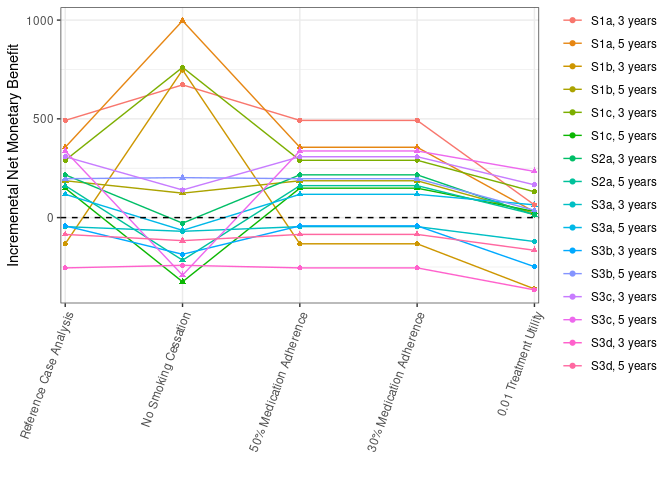 Incremenetal Net Monetary Benefit
1000
500
0
Reference Case Analysis
No Smoking Cessation
50% Medication Adherence
30% Medication Adherence
0.01 Treatment Utility
S1a, 3 years
S1a, 5 years
S1b, 3 years
S1b, 5 years
S1c, 3 years
S1c, 5 years
S2a, 3 years
S2a, 5 years
S3a, 3 years
S3a, 5 years
S3b, 3 years
S3b, 5 years
S3c, 3 years
S3c, 5 years
S3d, 3 years
S3d, 5 years